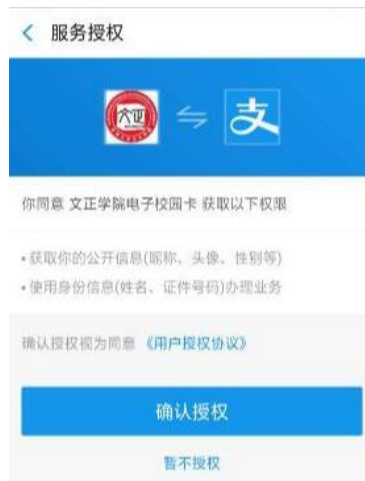 服务授权
文正
支
你同意 文正学院电子校园卡 获取以下权限
•获取你的公开信息(昵称、头像、性别等)
•使用身份信息(姓名、证件号码)办理业务
确认授权视为同意 《用户授权协议》
确认授权
暂不授权